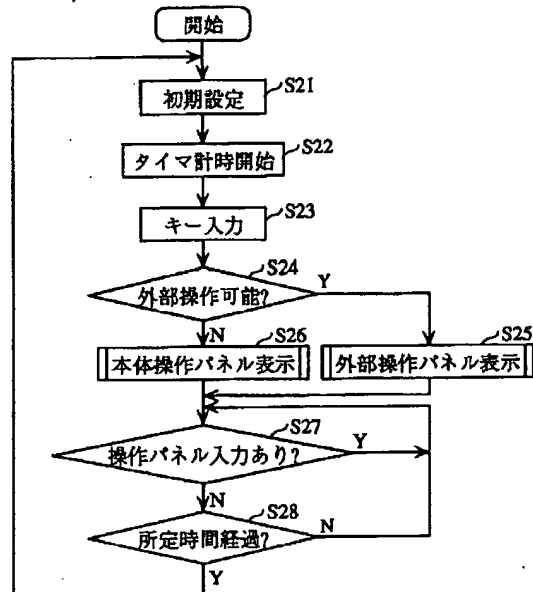 開始
初期設定
S21
タイマ計時開始
S22
キー入力
S23
外部操作可能?
S24
Y
N
本体操作パネル表示
S26
外部操作パネル表示
S25
操作パネル入力あり?
S27
Y
N
所定時間経過?
S28
N
Y